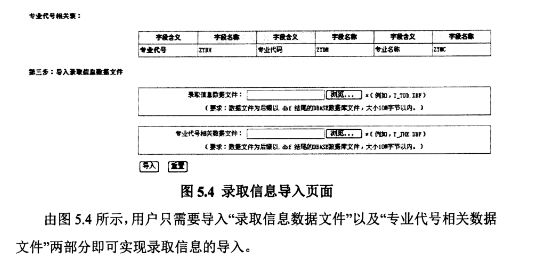 专业代号相关表：
字段含义 字段名称 字段含义 字段名称 字段含义 字段名称
专业代号 ZYDH 专业代码 ZYDM 专业名称 ZYMC
第三步：导入录取信息数据文件
录取信息数据文件： 浏览... *（例如，T_TDD.DBF）
（要求：数据文件为后缀以 .dbf 结尾的DBASE数据库文件，大小10M字节以内。）
专业代号相关数据文件： 浏览... *（例如，T_JHK.DBF）
（要求：数据文件为后缀以 .dbf 结尾的DBASE数据库文件，大小10M字节以内。）
导入 重置
图 5.4 录取信息导入页面
由图 5.4 所示，用户只需要导入“录取信息数据文件”以及“专业代号相关数据
文件”两部分即可实现录取信息的导入。